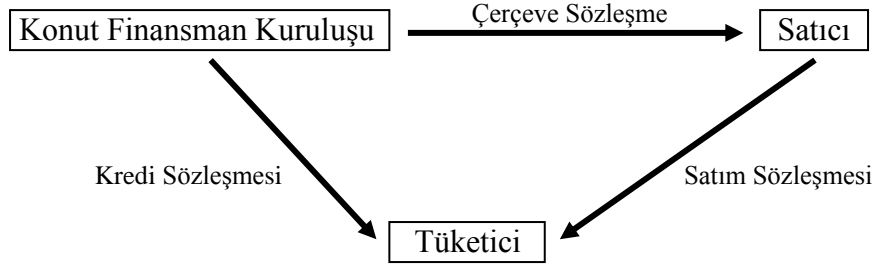 Çerçeve Sözleşme
Konut Finansman Kuruluşu
Satıcı
Kredi Sözleşmesi
Satım Sözleşmesi
Tüketici